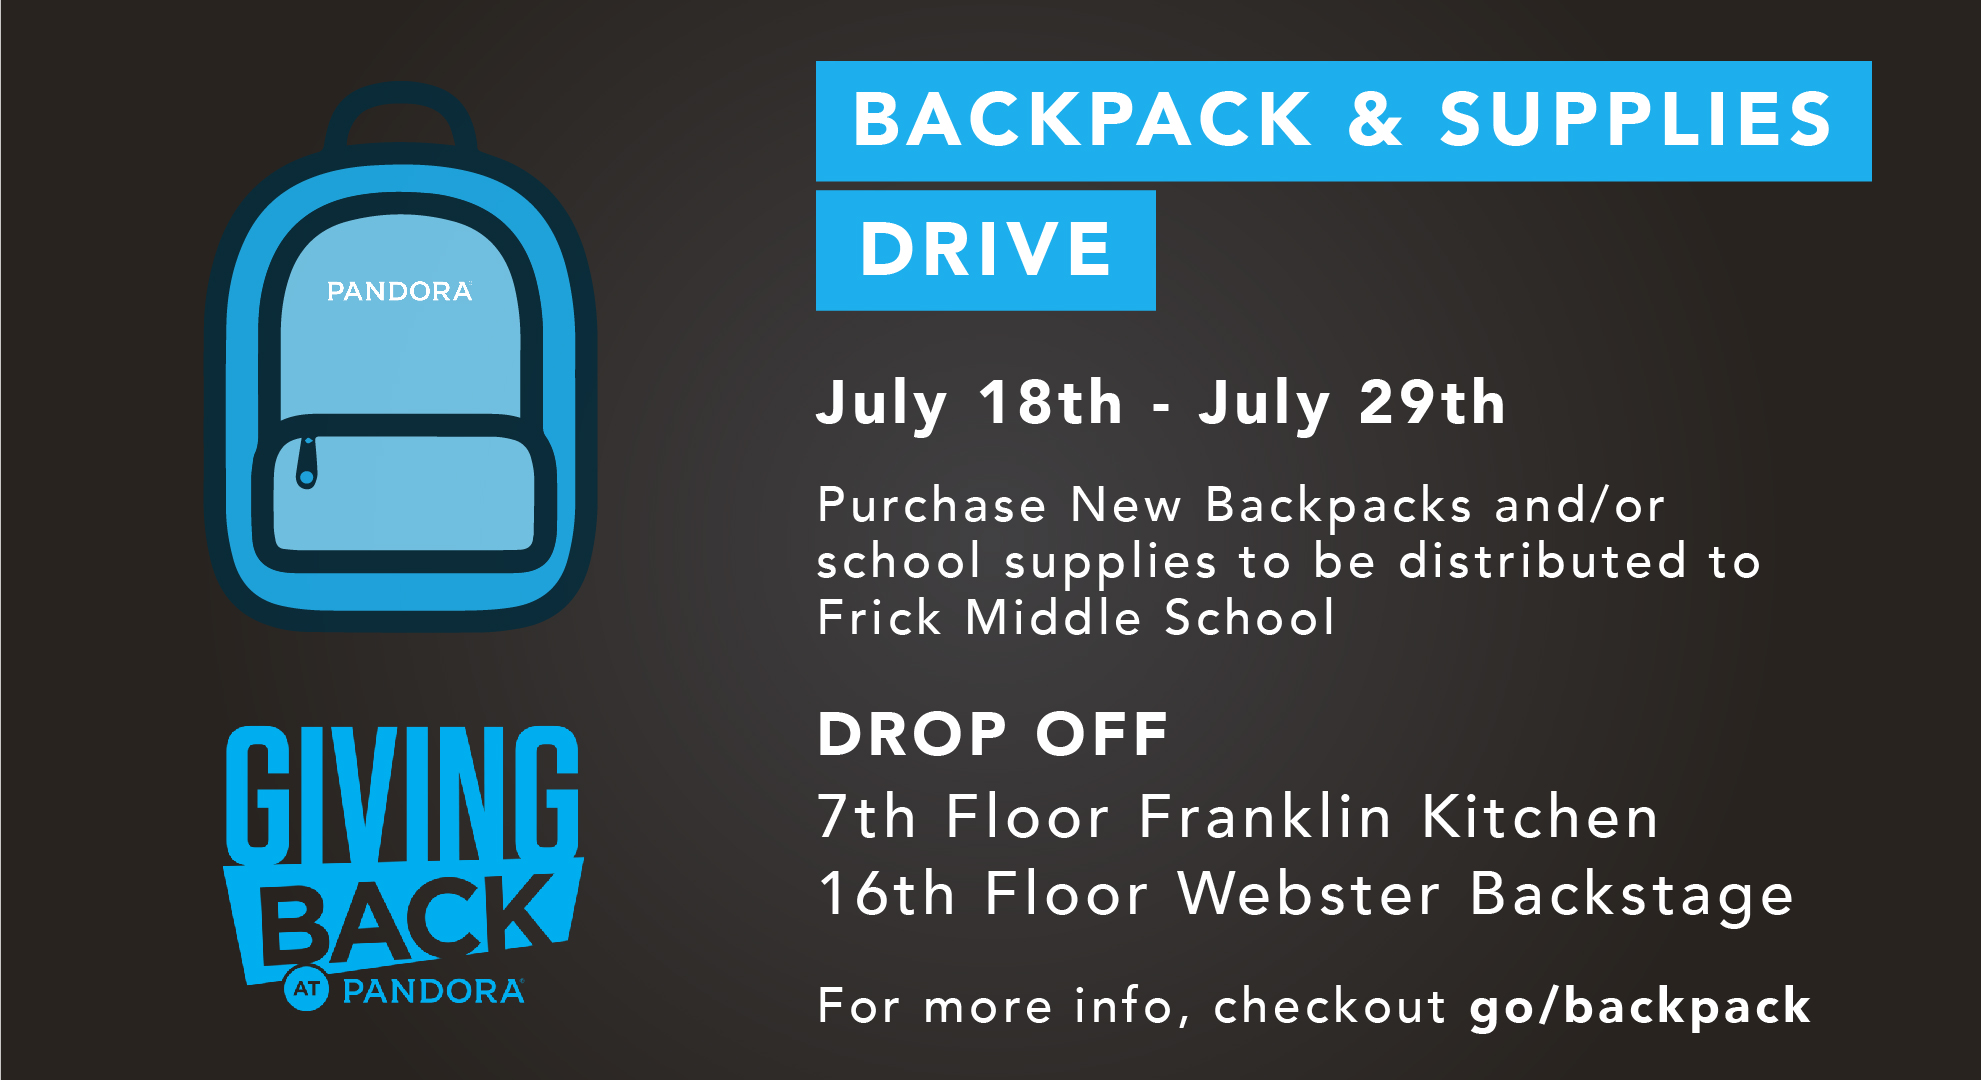 PANDORA
GIVING
BACK
AT PANDORA
BACKPACK & SUPPLIES
DRIVE
July 18th - July 29th
Purchase New Backpacks and/or
school supplies to be distributed to
Frick Middle School
DROP OFF
7th Floor Franklin Kitchen
16th Floor Webster Backstage
For more info, checkout go/backpack